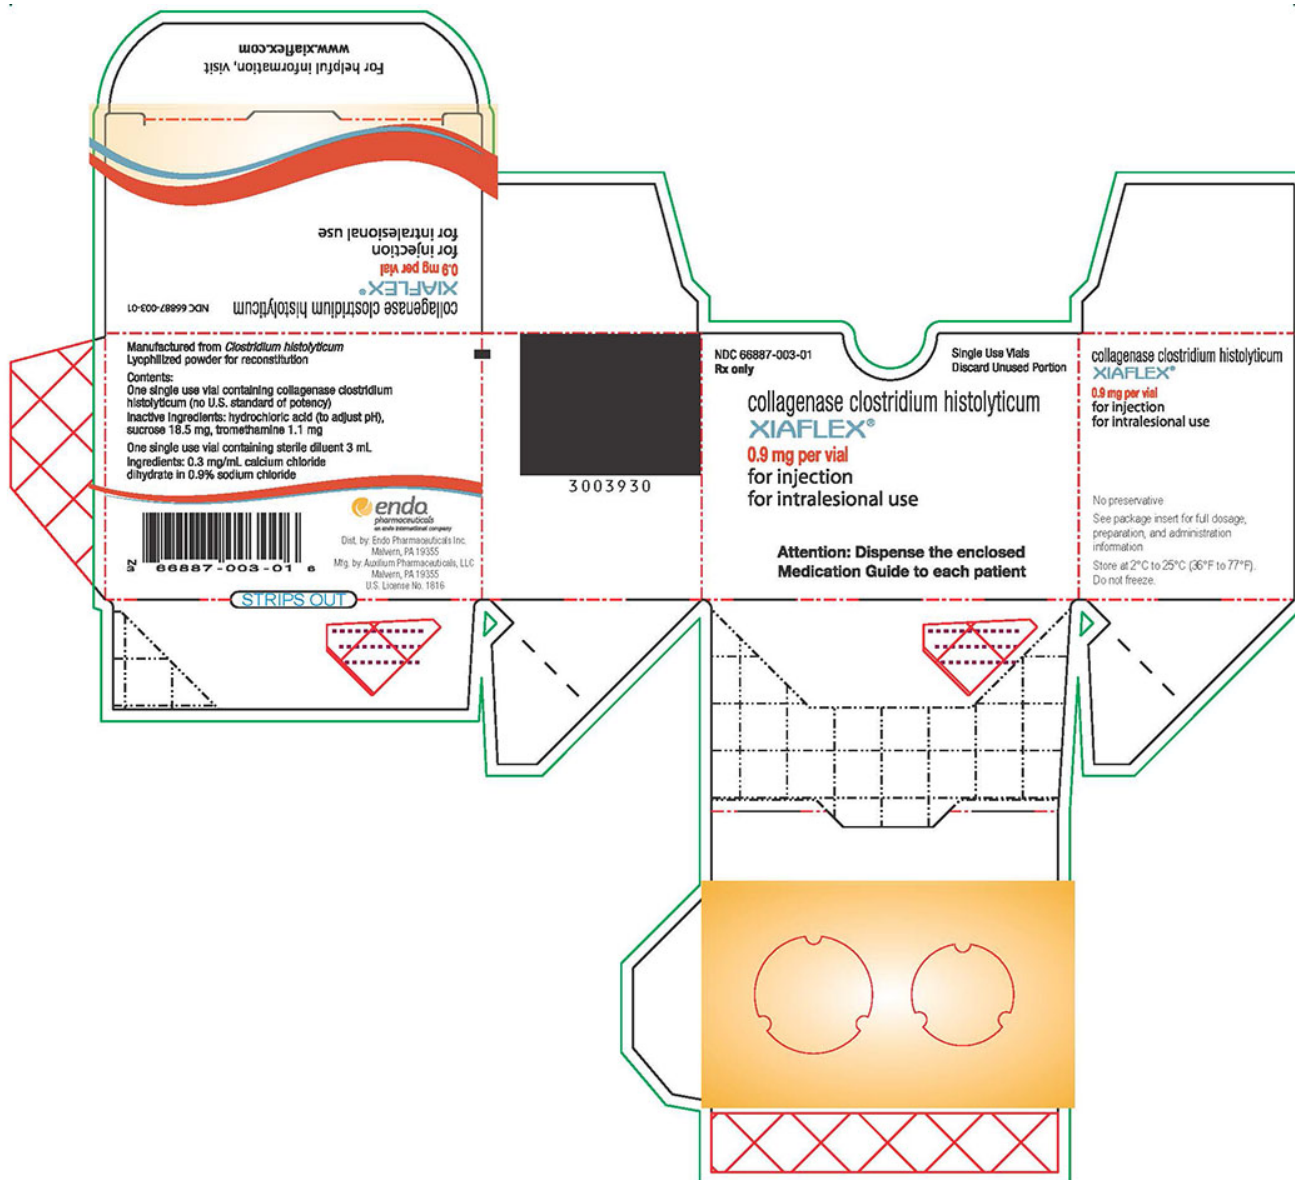 For helpful information, visit
www.xiaflex.com
collagenase clostridium histolyticum NDC 66887-003-01
XIAFLEX®
0.9 mg per vial
for injection
for intralesional use
Manufactured from Clostridium histolyticum
Lyophilized powder for reconstitution
Contents:
One single use vial containing collagenase clostridium
histolyticum (no U.S. standard of potency)
Inactive ingredients: hydrochloric acid (to adjust pH),
sucrose 18.5 mg, tromethamine 1.1 mg
One single use vial containing sterile diluent 3 mL
Ingredients: 0.3 mg/mL calcium chloride
dihydrate in 0.9% sodium chloride
endo
pharmaceuticals
an endo international company
Dist. by: Endo Pharmaceuticals Inc.
Malvern, PA 19355
Mfg. by: Auxilium Pharmaceuticals, LLC
Malvern, PA 19355
U.S. License No. 1816
66887-003-01 6
STRIPS OUT
3003930
NDC 66887-003-01
Rx only
Single Use Vials
Discard Unused Portion
collagenase clostridium histolyticum
XIAFLEX®
0.9 mg per vial
for injection
for intralesional use
Attention: Dispense the enclosed
Medication Guide to each patient
collagenase clostridium histolyticum
XIAFLEX®
0.9 mg per vial
for injection
for intralesional use
No preservative
See package insert for full dosage,
preparation, and administration
information
Store at 2°C to 25°C (36°F to 77°F).
Do not freeze.